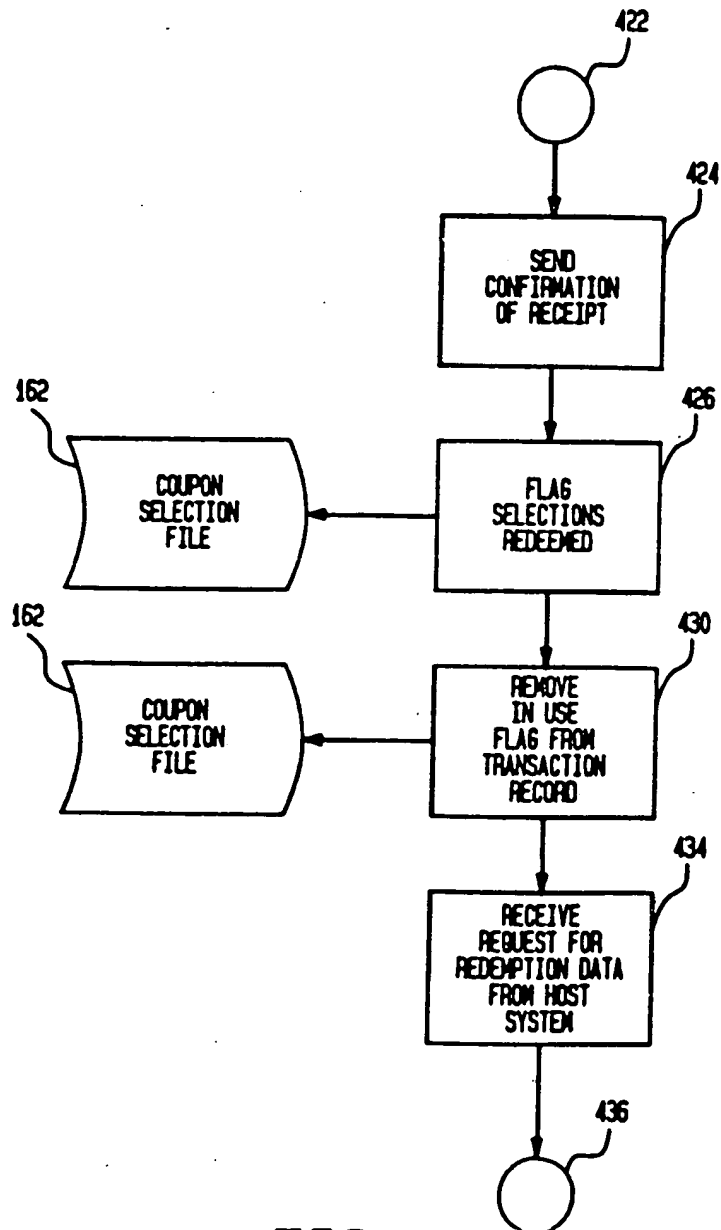 422
424
SEND
CONFIRMATION
OF RECEIPT
162
426
COUPON
SELECTION
FILE
FLAG
SELECTIONS
REDEEMED
162
430
COUPON
SELECTION
FILE
REMOVE
IN USE
FLAG FROM
TRANSACTION
RECORD
434
RECEIVE
REQUEST FOR
REDEMPTION DATA
FROM HOST
SYSTEM
436